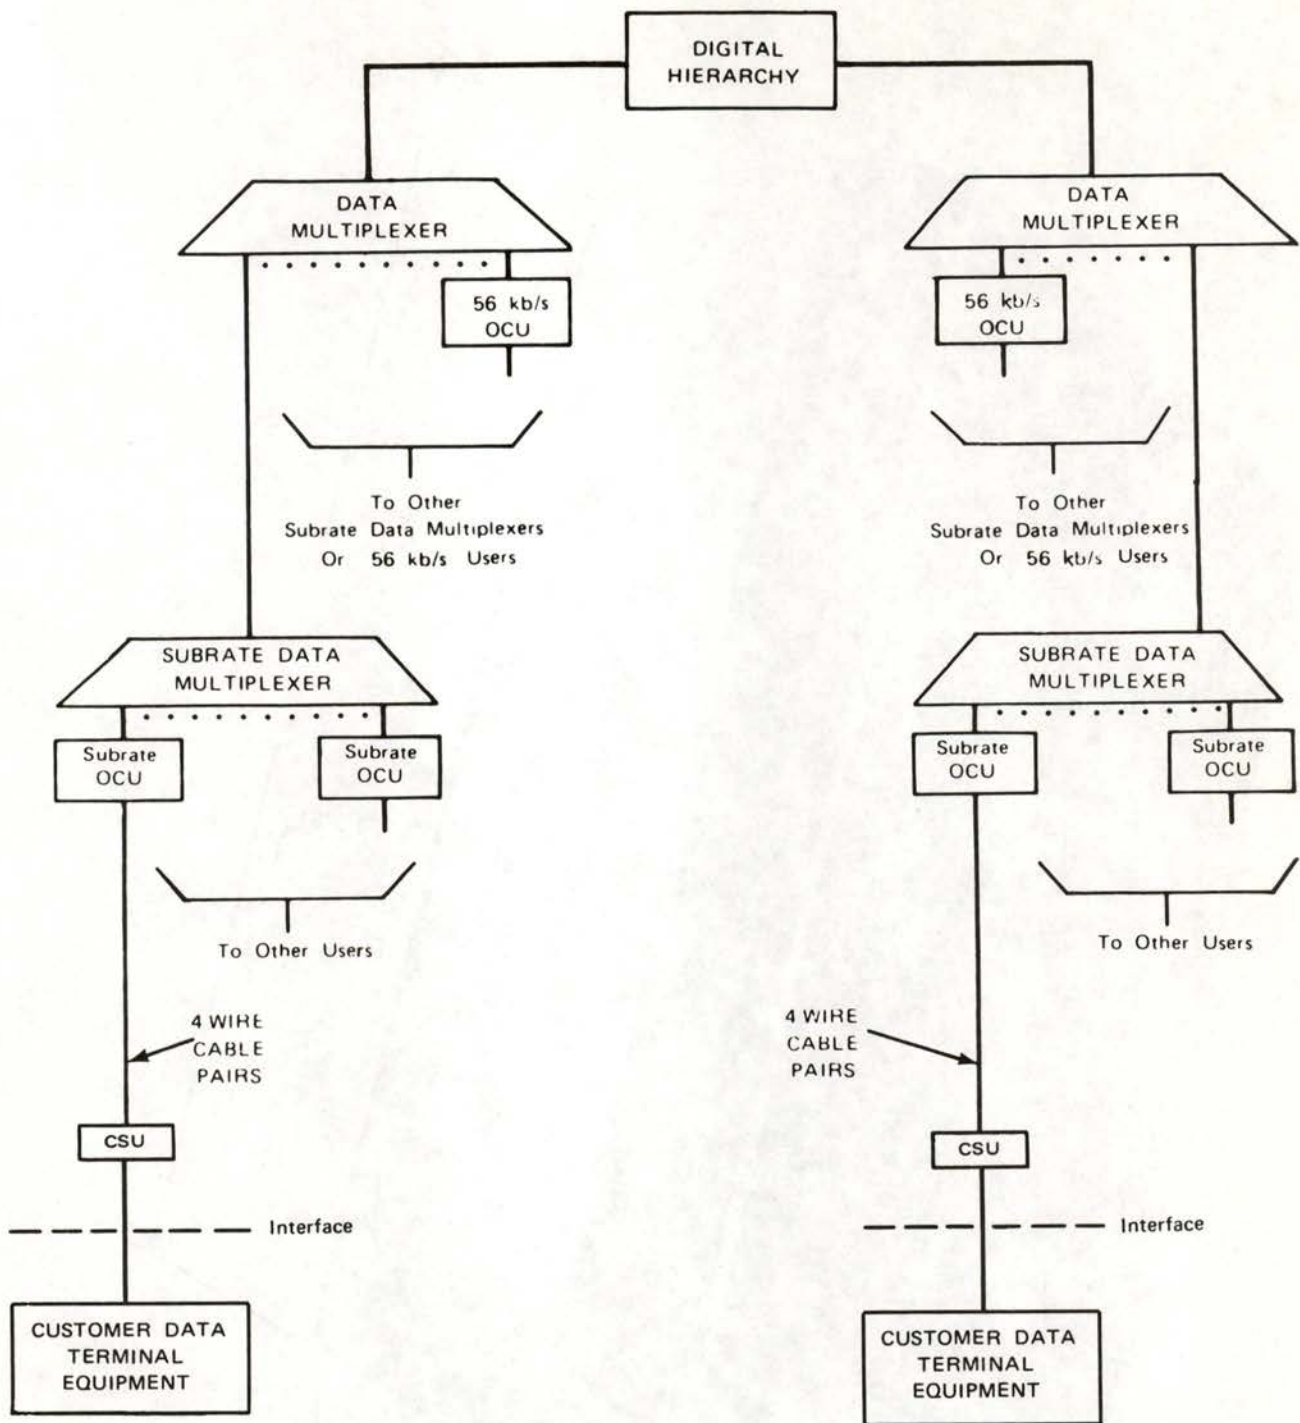 DIGITAL
HIERARCHY
DATA
MULTIPLEXER
DATA
MULTIPLEXER
56 kb/s
OCU
56 kb/s
OCU
To Other
Subrate Data Multiplexers
Or 56 kb/s Users
To Other
Subrate Data Multiplexers
Or 56 kb/s Users
SUBRATE DATA
MULTIPLEXER
SUBRATE DATA
MULTIPLEXER
Subrate
OCU
Subrate
OCU
Subrate
OCU
Subrate
OCU
To Other Users
To Other Users
4 WIRE
CABLE
PAIRS
4 WIRE
CABLE
PAIRS
CSU
CSU
Interface
Interface
CUSTOMER DATA
TERMINAL
EQUIPMENT
CUSTOMER DATA
TERMINAL
EQUIPMENT